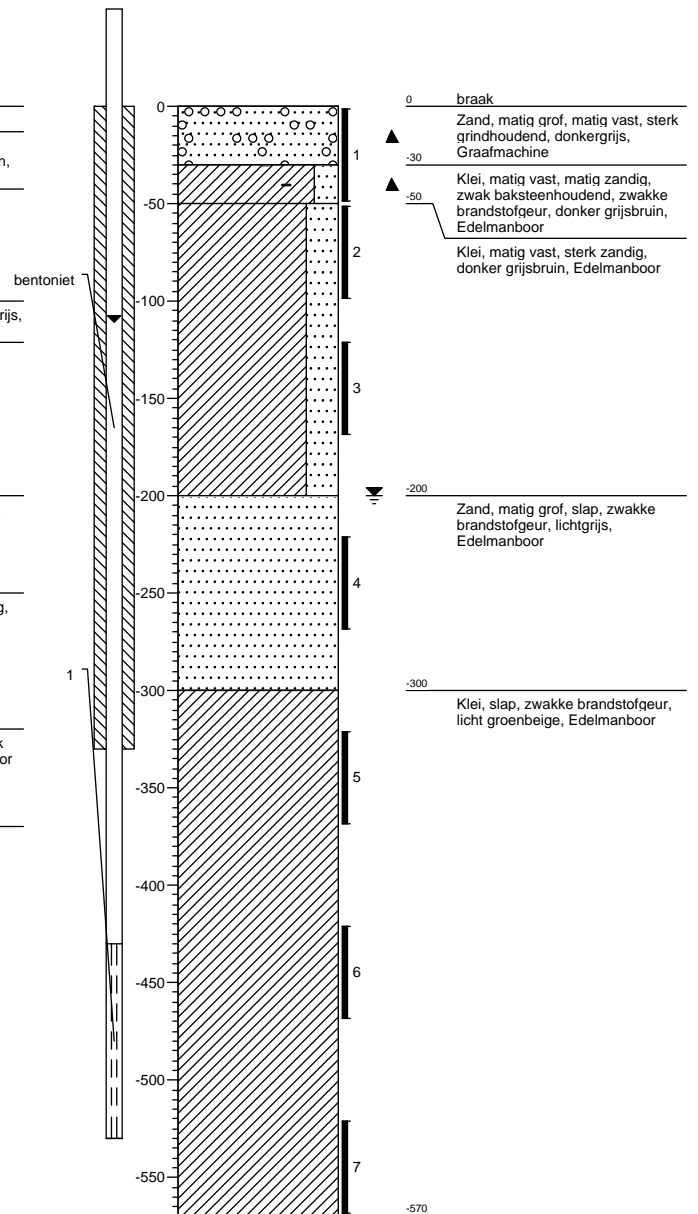 0
braak
0
Zand, matig grof, matig vast, sterk
grindhoudend, donkergrijs,
Graafmachine
1
-30
Klei, matig vast, matig zandig,
zwak baksteenhoudend, zwakke
brandstofgeur, donker grijsbruin,
Edelmanboor
-50
-50
Klei, matig vast, sterk zandig,
donker grijsbruin, Edelmanboor
2
bentoniet
-100
rijs,
3
-150
-200
-200
Zand, matig grof, slap, zwakke
brandstofgeur, lichtgrijs,
Edelmanboor
4
-250
1
-300
-300
Klei, slap, zwakke brandstofgeur,
licht groenbeige, Edelmanboor
or
-350
5
-400
-450
6
-500
-550
7
-570